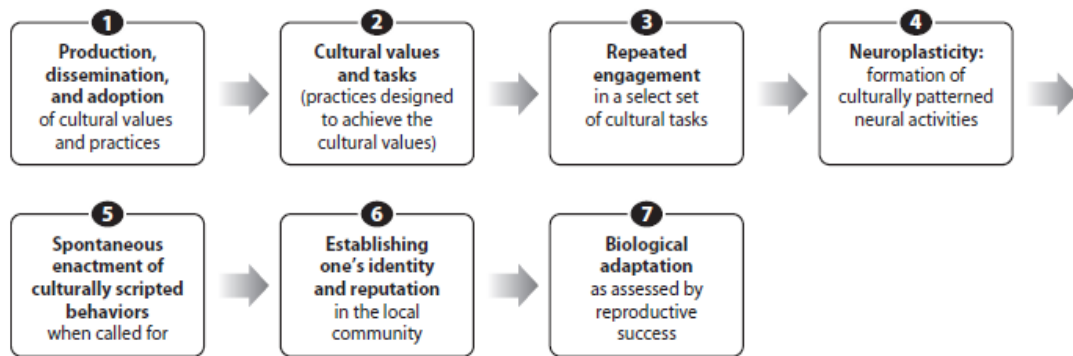 1
Production,
dissemination,
and adoption
of cultural values
and practices
2
Cultural values
and tasks
(practices designed
to achieve the
cultural values)
3
Repeated
engagement
in a select set
of cultural tasks
4
Neuroplasticity:
formation of
culturally patterned
neural activities
5
Spontaneous
enactment of
culturally scripted
behaviors
when called for
6
Establishing
one’s identity
and reputation
in the local
community
7
Biological
adaptation
as assessed by
reproductive
success